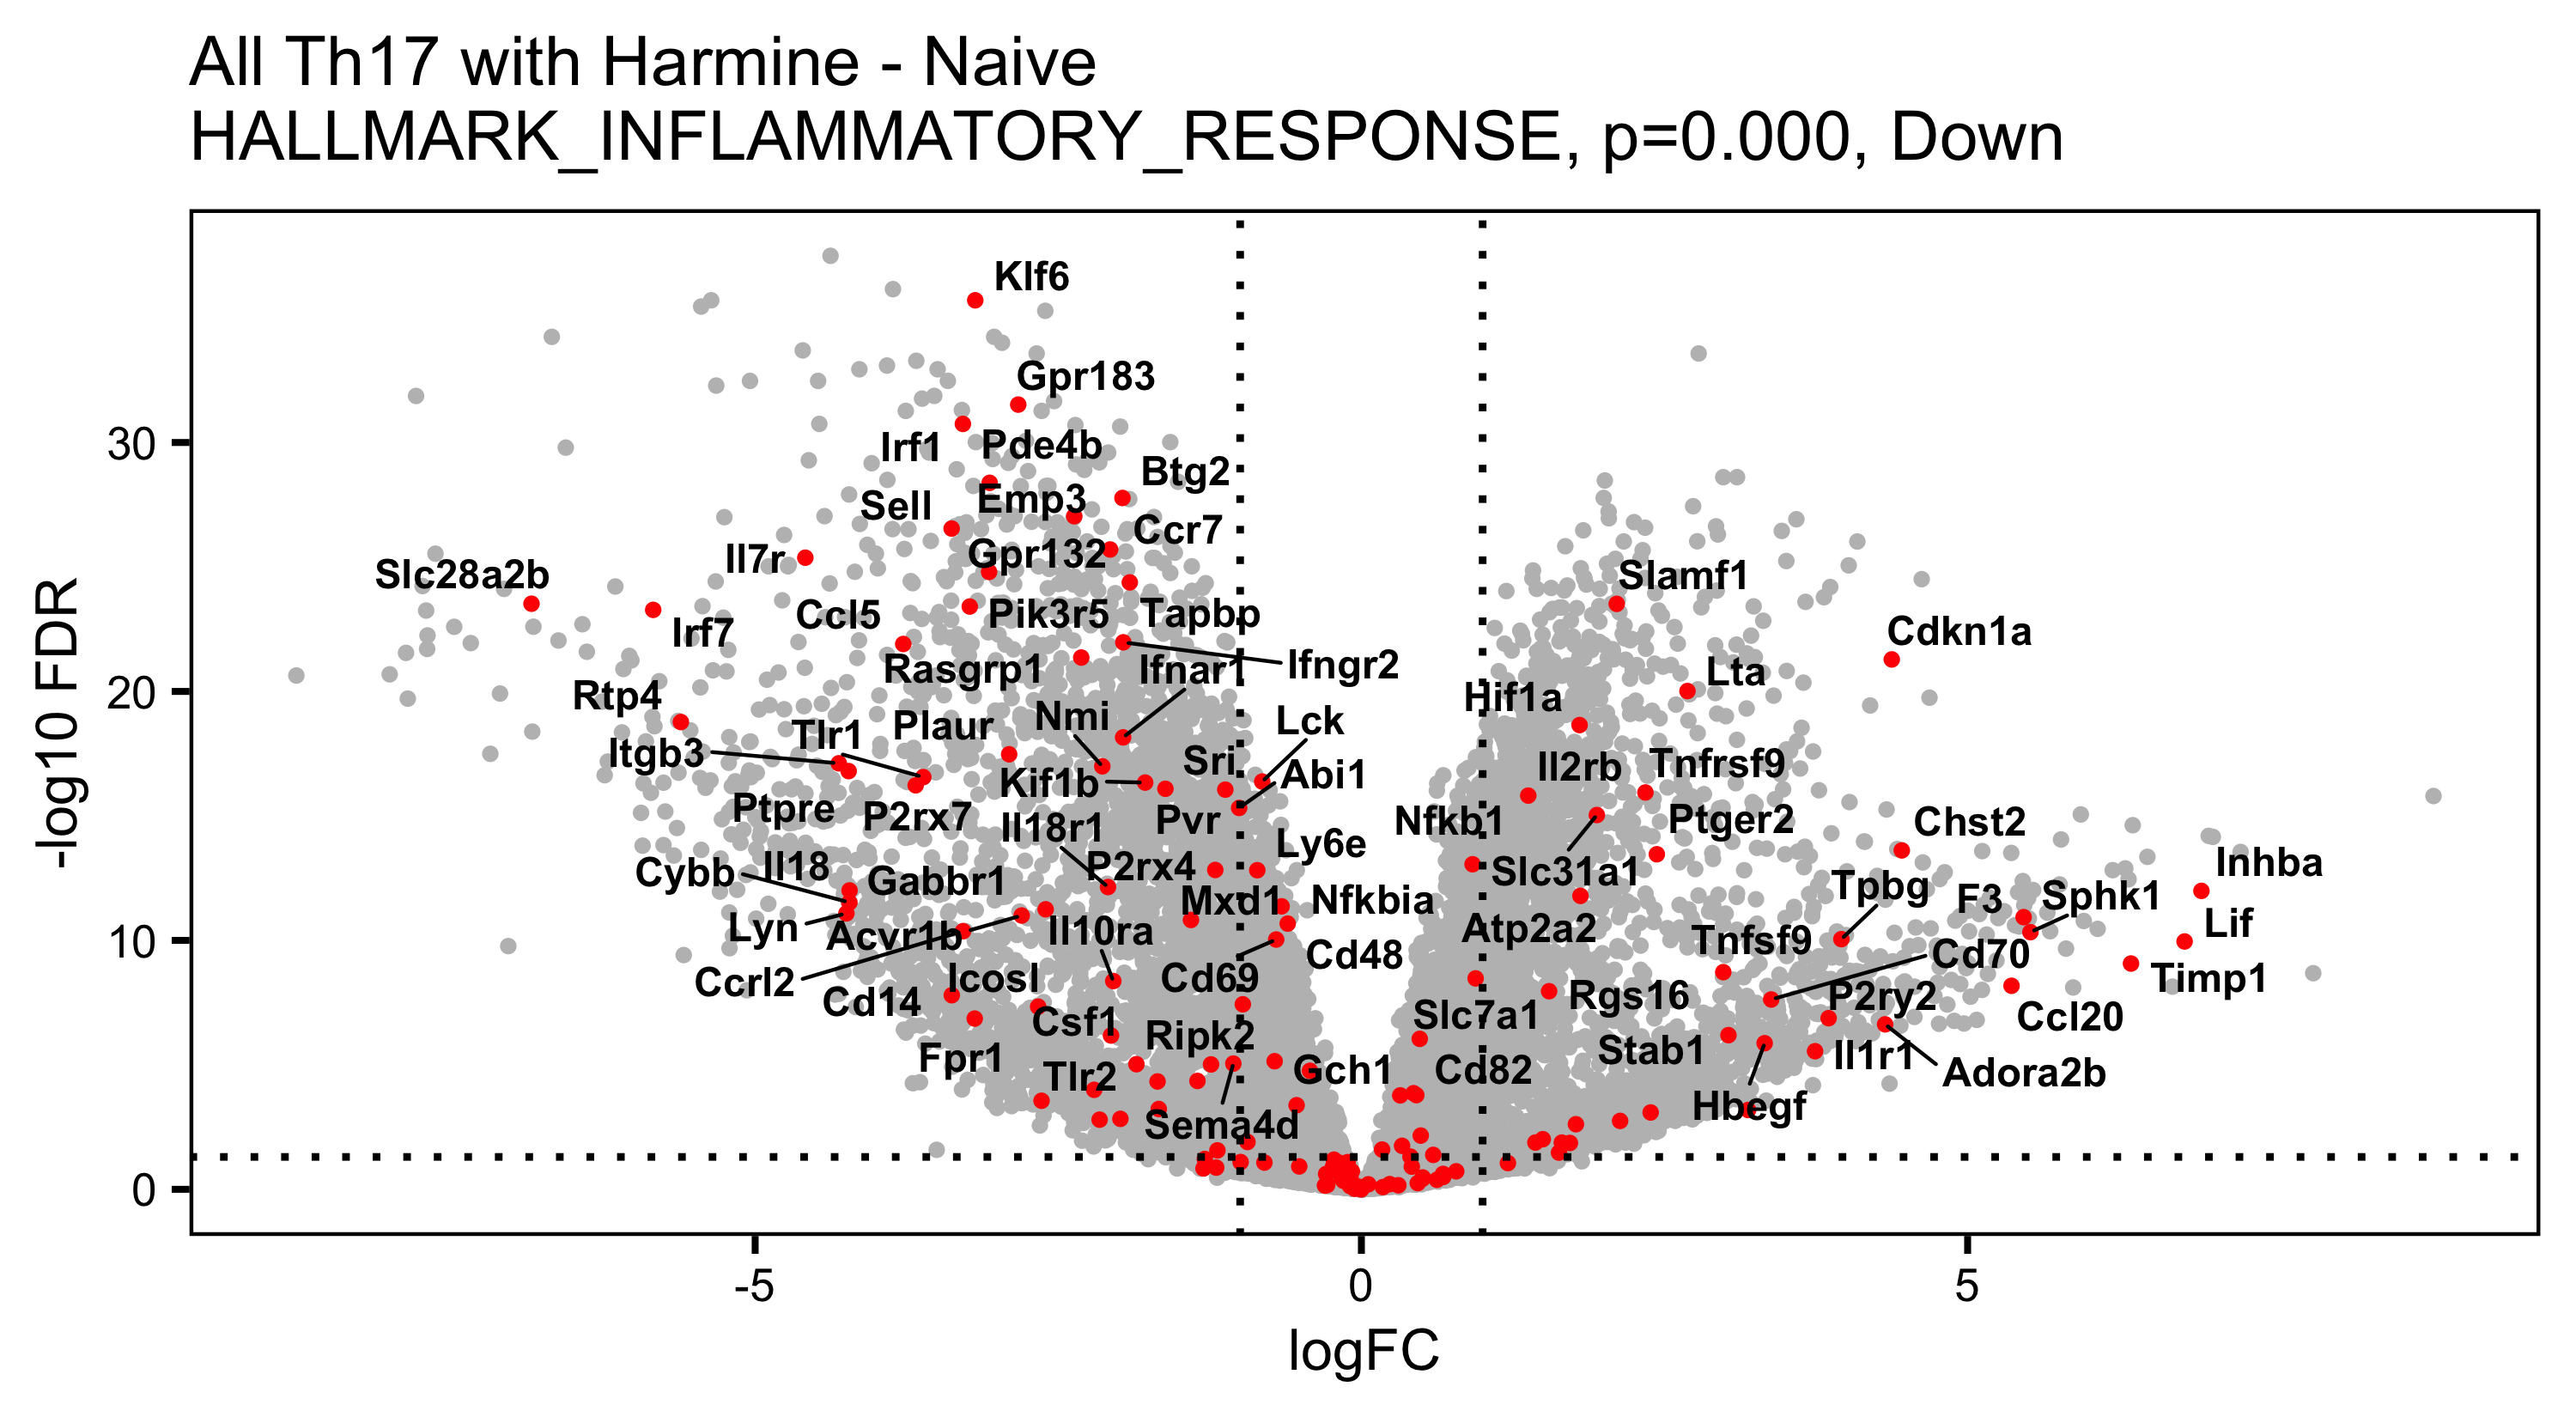 All Th17 with Harmine - Naive
HALLMARK_INFLAMMATORY_RESPONSE, p=0.000, Down
Klf6
Gpr183
Irf1
Pde4b
Btg2
Sell
Emp3
Ccr7
Il7r
Gpr132
Slc28a2b
Slamf1
Ccl5
Pik3r5
Tapbp
Irf7
Cdkn1a
Rasgrp1
Ifnar1
Ifngr2
Lta
Rtp4
Hif1a
Plaur
Nmi
Lck
Tlr1
Itgb3
Sri
Il2rb
Tnfrsf9
Kif1b
Abi1
Ptpre
P2rx7
Il18r1
Pvr
Nfkb1
Ptger2
Chst2
Ly6e
Cybb
Il18
Gabbr1
P2rx4
Slc31a1
Inhba
Tpbg
F3
Sphk1
Mxd1
Nfkbia
Lyn
Acvr1b
Il10ra
Atp2a2
Tnfsf9
Lif
Cd48
Cd70
Ccrl2
Icosl
Cd69
Timp1
Cd14
Rgs16
P2ry2
Csf1
Slc7a1
Ccl20
Ripk2
Fpr1
Stab1
Il1r1
Tlr2
Gch1
Cd82
Adora2b
Sema4d
Hbegf
30
20
10
0
-log10 FDR
-5
0
5
logFC